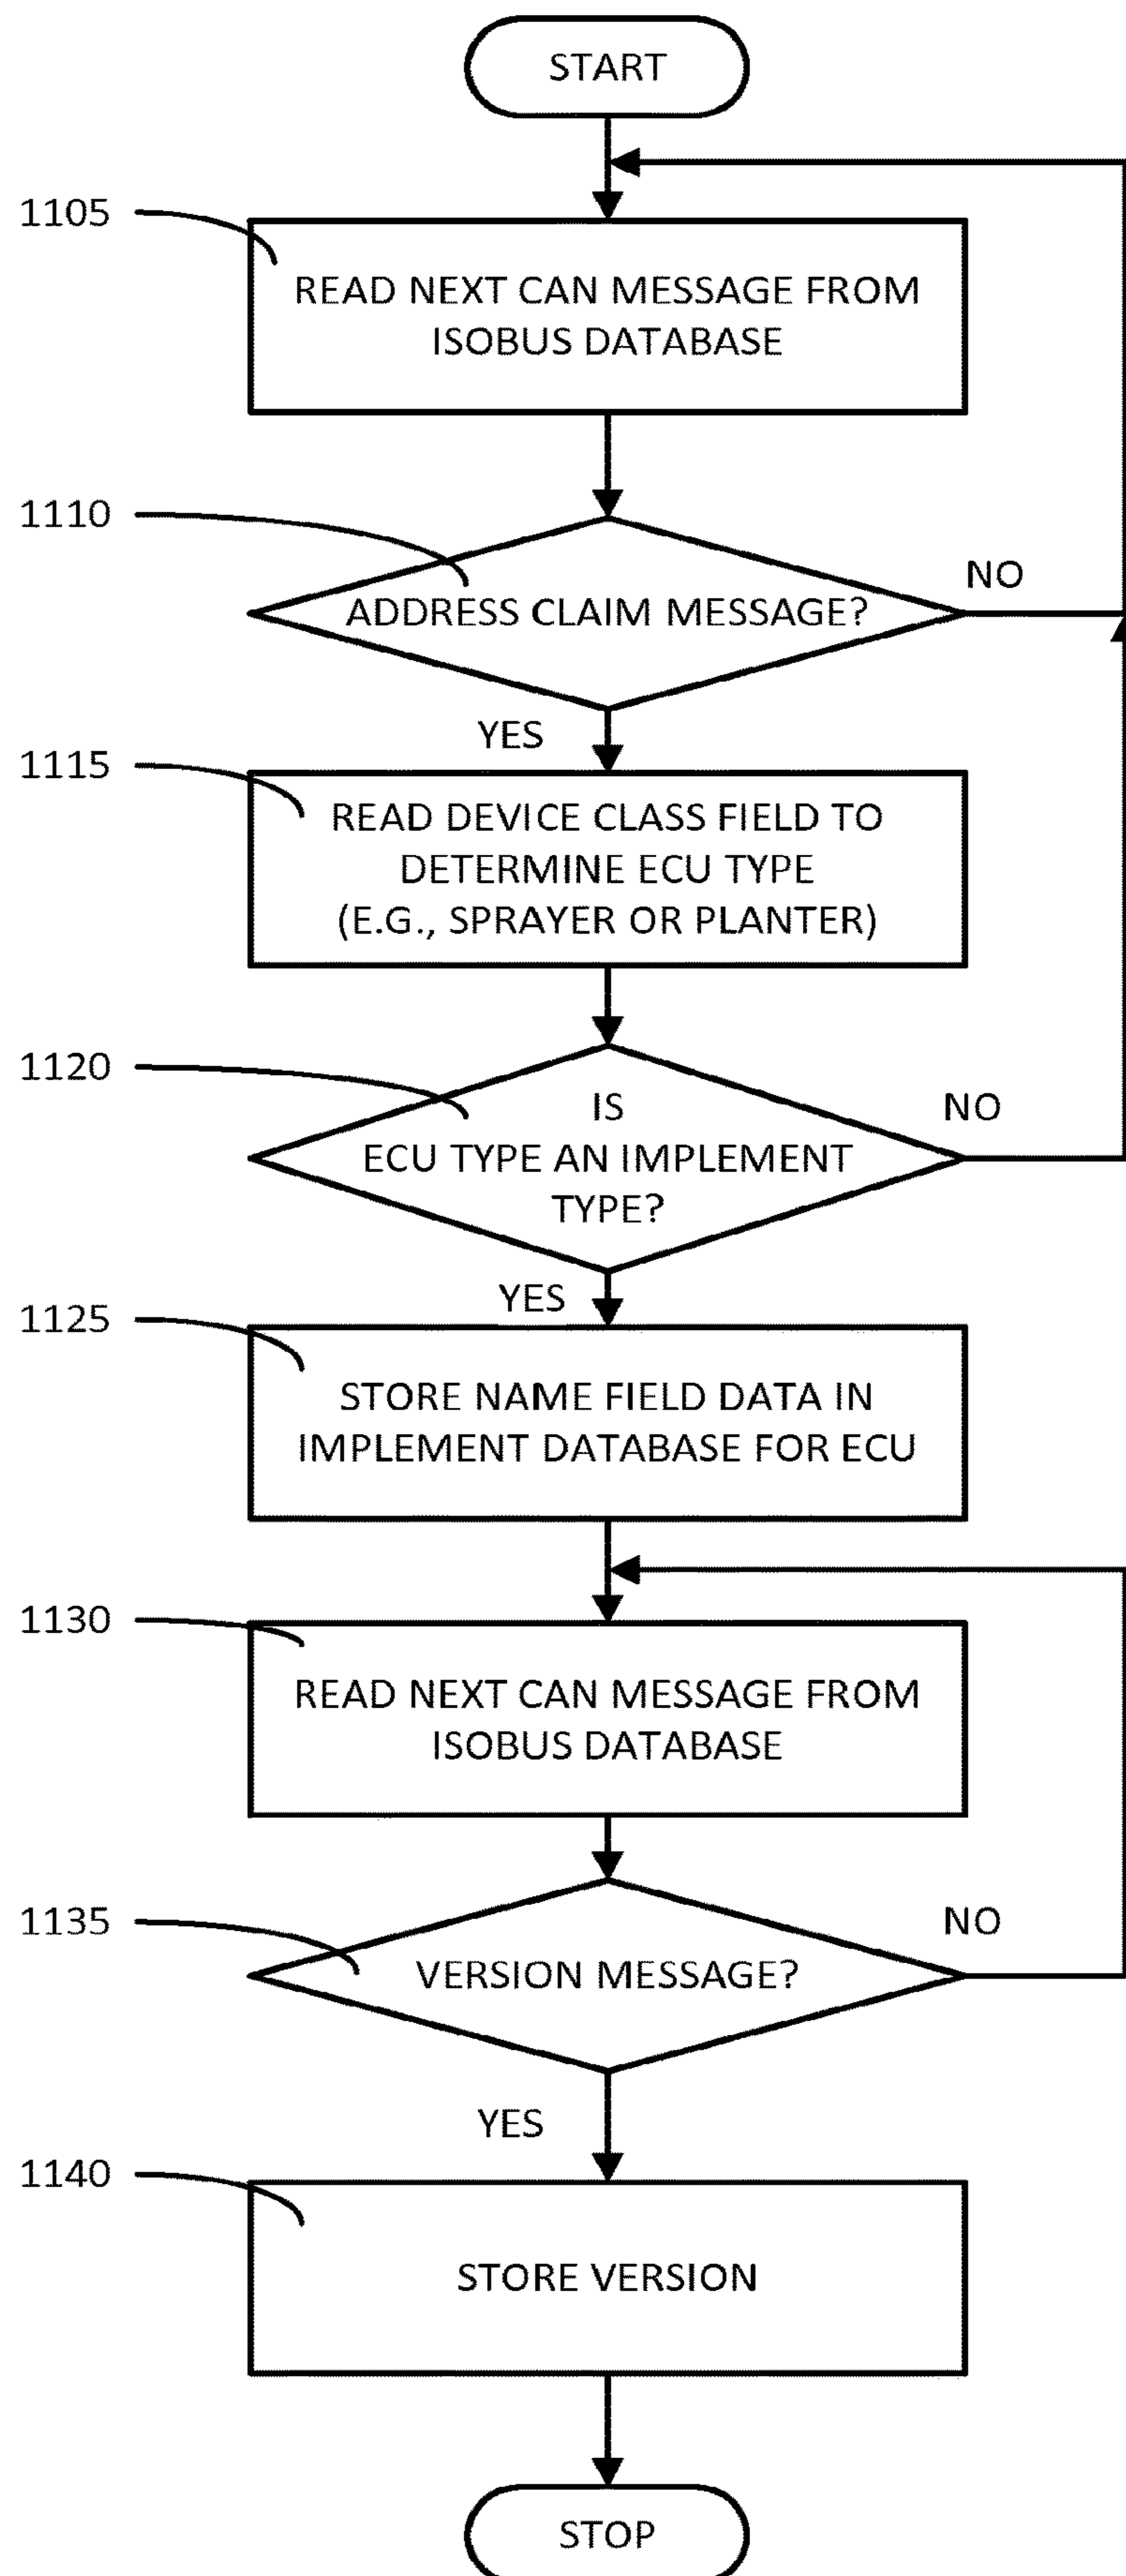 START
1105
READ NEXT CAN MESSAGE FROM
ISOBUS DATABASE
1110
NO
ADDRESS CLAIM MESSAGE?
YES
1115
READ DEVICE CLASS FIELD TO
DETERMINE ECU TYPE
(E.G., SPRAYER OR PLANTER)
1120
IS
NO
ECU TYPE AN IMPLEMENT
TYPE?
YES
1125
STORE NAME FIELD DATA IN
IMPLEMENT DATABASE FOR ECU
1130
READ NEXT CAN MESSAGE FROM
ISOBUS DATABASE
1135
NO
VERSION MESSAGE?
YES
1140
STORE VERSION
STOP